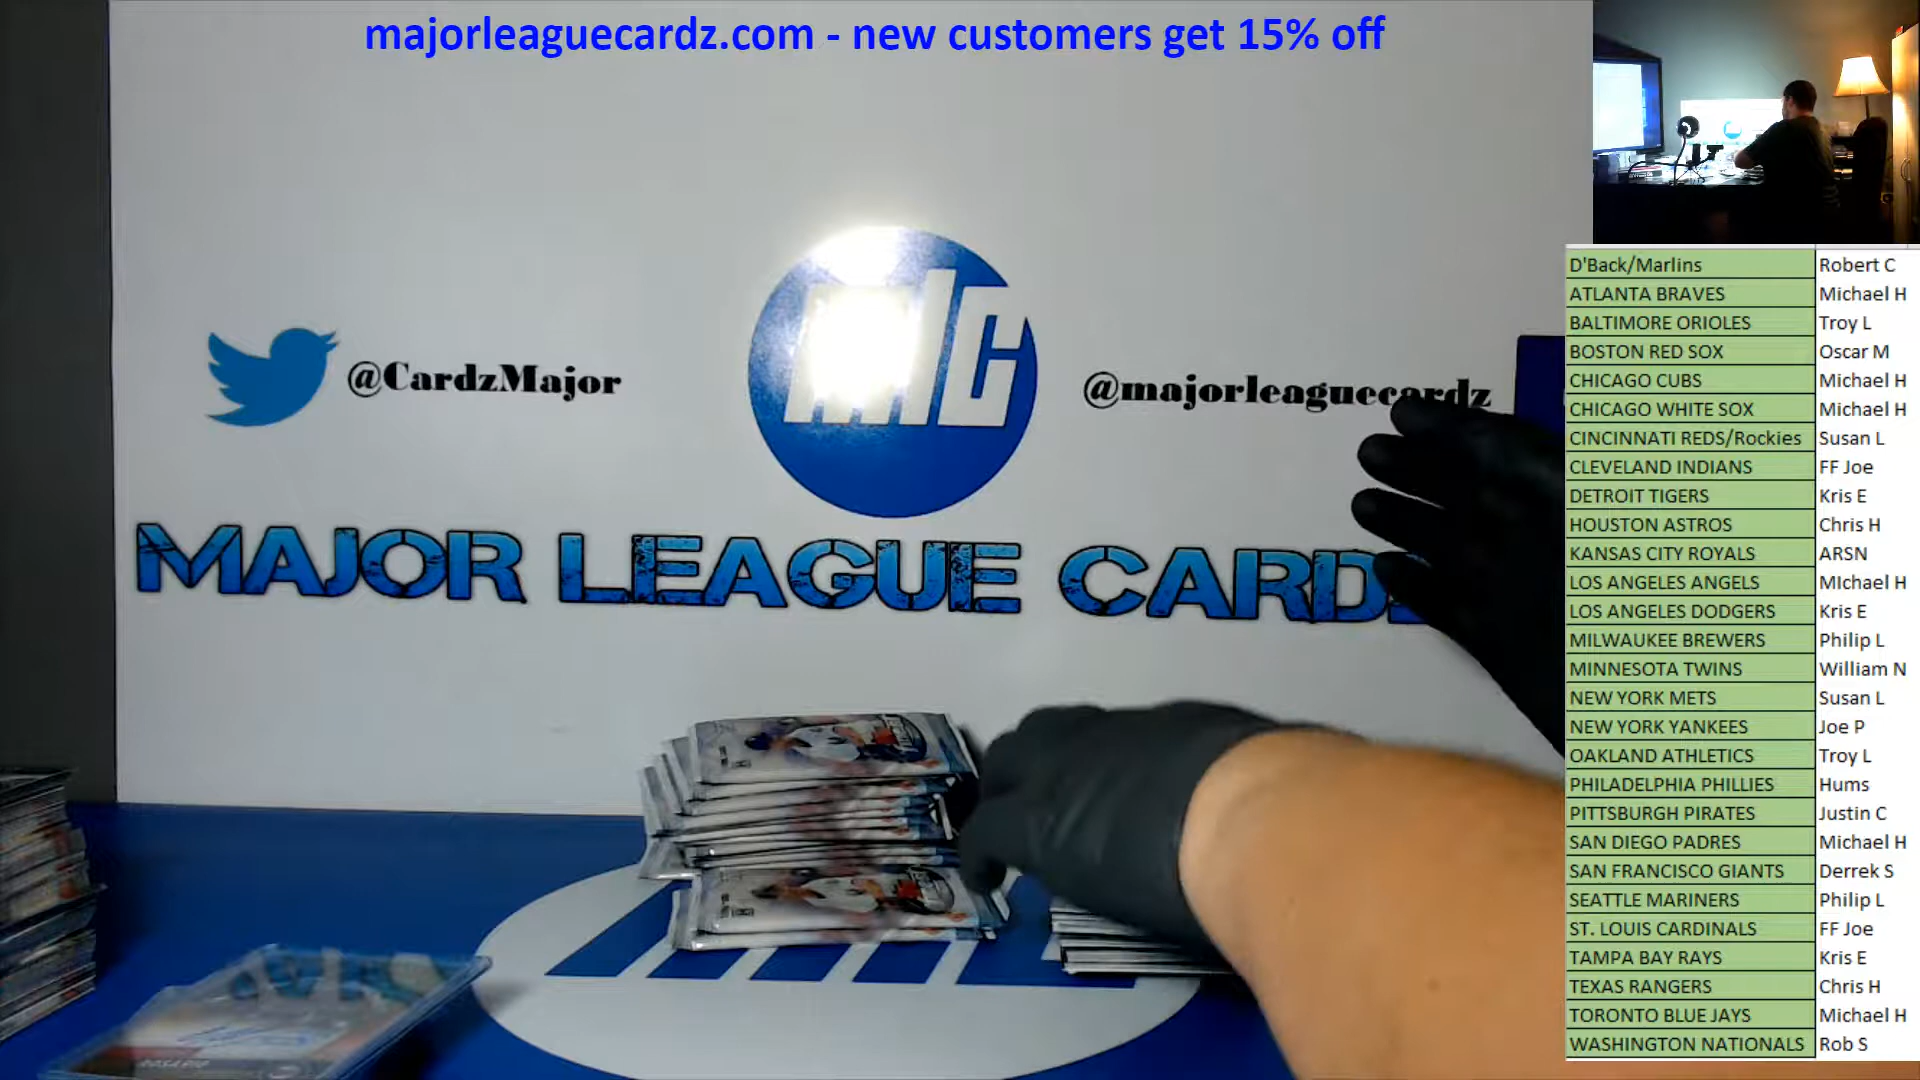 majorleaguecardz.com - new customers get 15% off
@CardzMajor
MLC
@majorleaguecardz
MAJOR LEAGUE CARD
D'Back/Marlins Robert C
ATLANTA BRAVES Michael H
BALTIMORE ORIOLES Troy L
BOSTON RED SOX Oscar M
CHICAGO CUBS Michael H
CHICAGO WHITE SOX Michael H
CINCINNATI REDS/Rockies Susan L
CLEVELAND INDIANS FF Joe
DETROIT TIGERS Kris E
HOUSTON ASTROS Chris H
KANSAS CITY ROYALS ARSN
LOS ANGELES ANGELS MIchael H
LOS ANGELES DODGERS Kris E
MILWAUKEE BREWERS Philip L
MINNESOTA TWINS William N
NEW YORK METS Susan L
NEW YORK YANKEES Joe P
OAKLAND ATHLETICS Troy L
PHILADELPHIA PHILLIES Hums
PITTSBURGH PIRATES Justin C
SAN DIEGO PADRES Michael H
SAN FRANCISCO GIANTS Derrek S
SEATTLE MARINERS Philip L
ST. LOUIS CARDINALS FF Joe
TAMPA BAY RAYS Kris E
TEXAS RANGERS Chris H
TORONTO BLUE JAYS Michael H
WASHINGTON NATIONALS Rob S